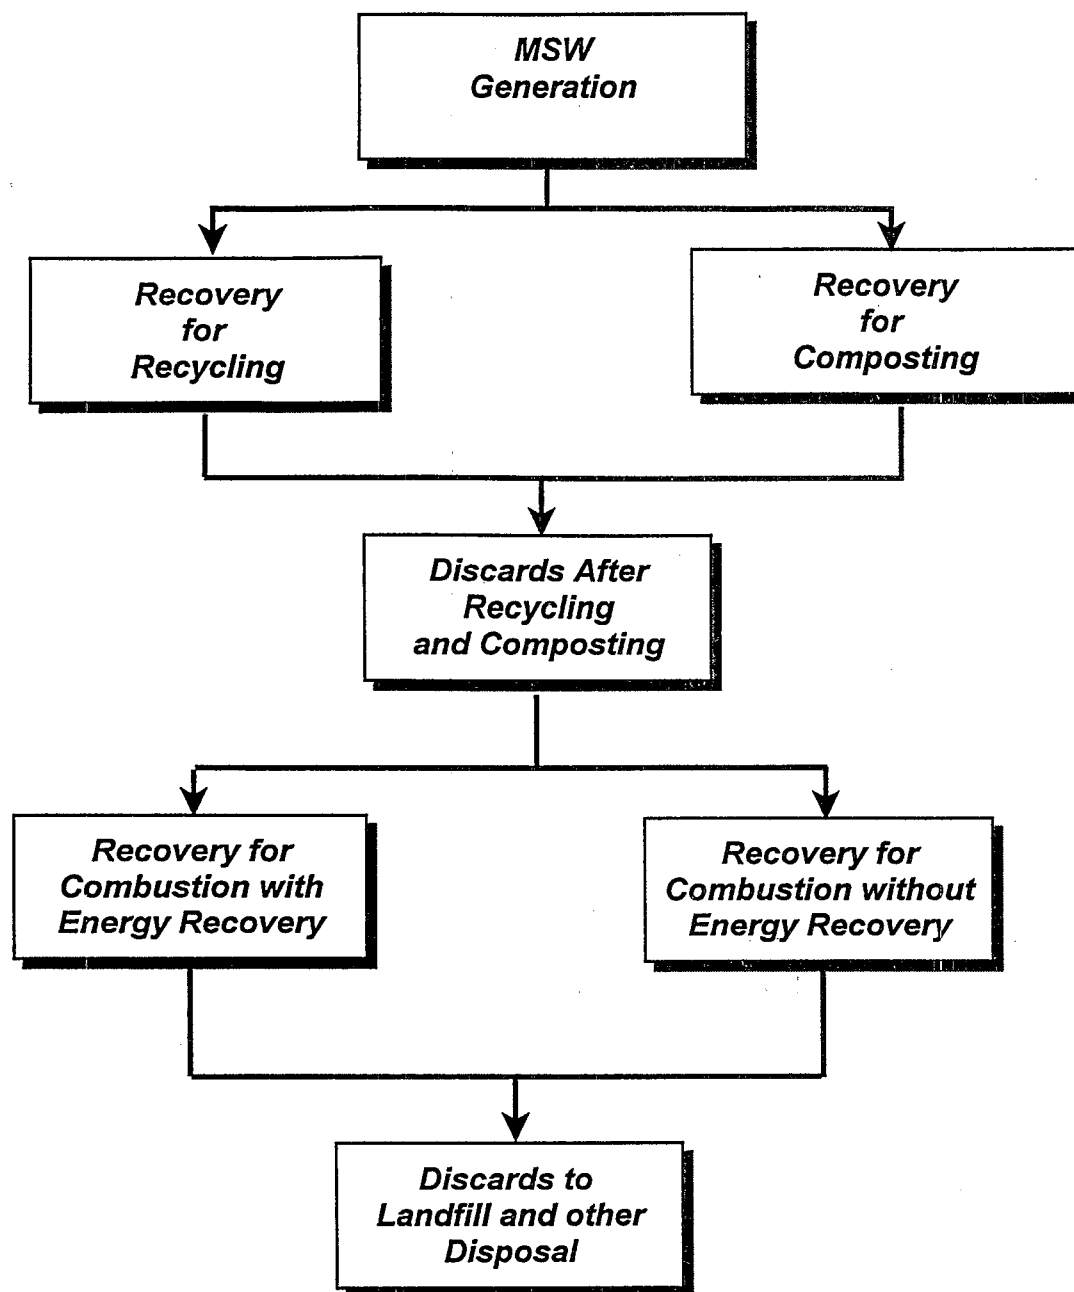 MSW
Generation
Recovery
for
Recycling
Recovery
for
Composting
Discards After
Recycling
and Composting
Recovery for
Combustion with
Energy Recovery
Recovery for
Combustion without
Energy Recovery
Discards to
Landfill and other
Disposal